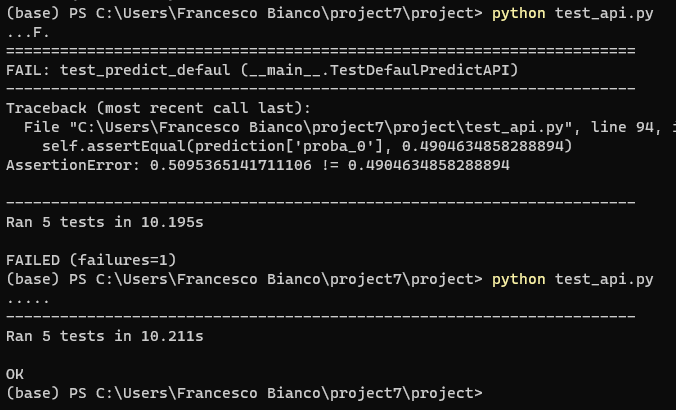 (base) PS C:\Users\Francesco Bianco\project7\project> python test_api.py
...F.
======================================================================
FAIL: test_predict_defaul (__main__.TestDefaulPredictAPI)
----------------------------------------------------------------------
Traceback (most recent call last):
  File "C:\Users\Francesco Bianco\project7\project\test_api.py", line 94, i
    self.assertEqual(prediction['proba_0'], 0.4904634858288894)
AssertionError: 0.5095365141711106 != 0.4904634858288894
----------------------------------------------------------------------
Ran 5 tests in 10.195s
FAILED (failures=1)
(base) PS C:\Users\Francesco Bianco\project7\project> python test_api.py
.....
----------------------------------------------------------------------
Ran 5 tests in 10.211s
OK
(base) PS C:\Users\Francesco Bianco\project7\project>